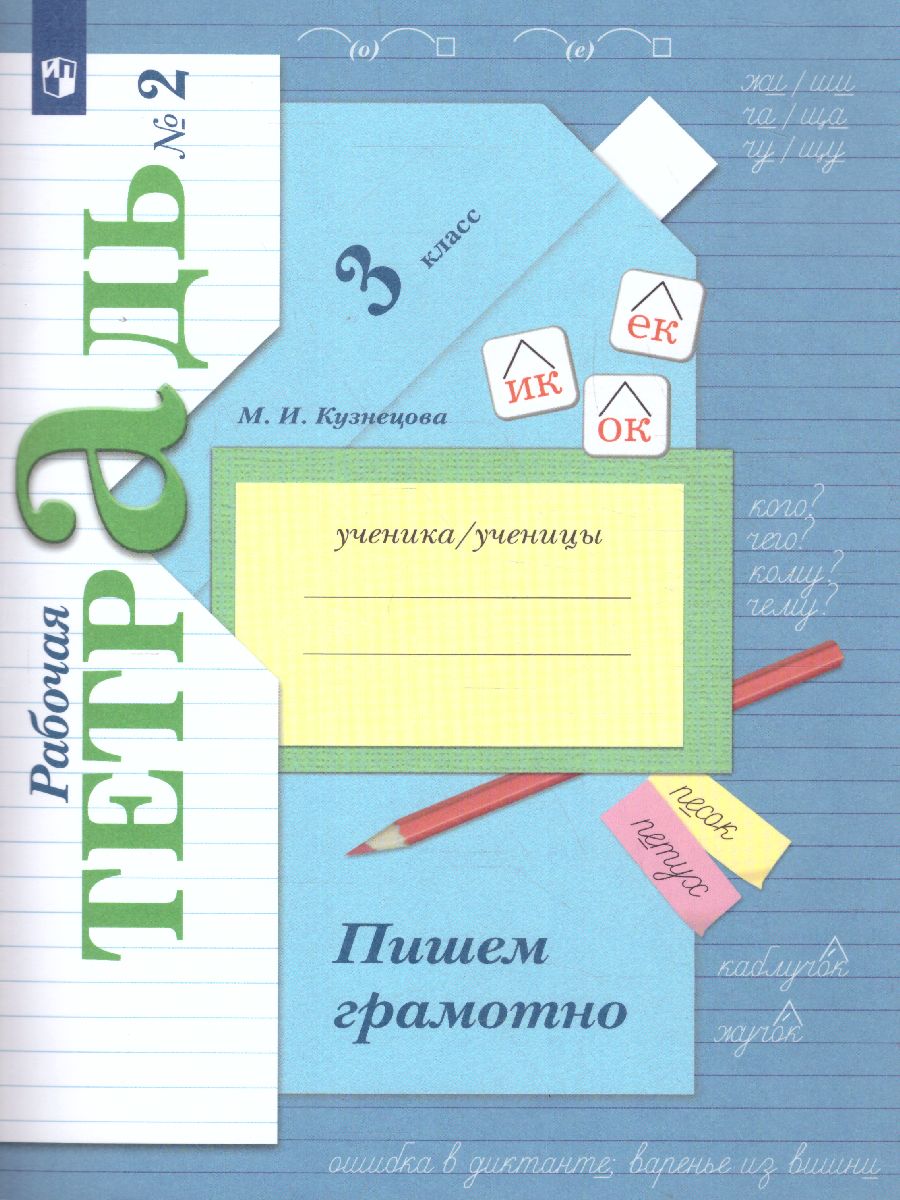 (о)
(е)
жи / ши
ча / ща
чу / щу
Рабочая
ТЕТРаДЬ № 2
3 класс
ек
ик
ок
М. И. Кузнецова
ученика/ученицы
кого?
чего?
кому?
чему?
песок
петух
Пишем
грамотно
каблучок
жучок
ошибка в диктанте; варенье из вишни